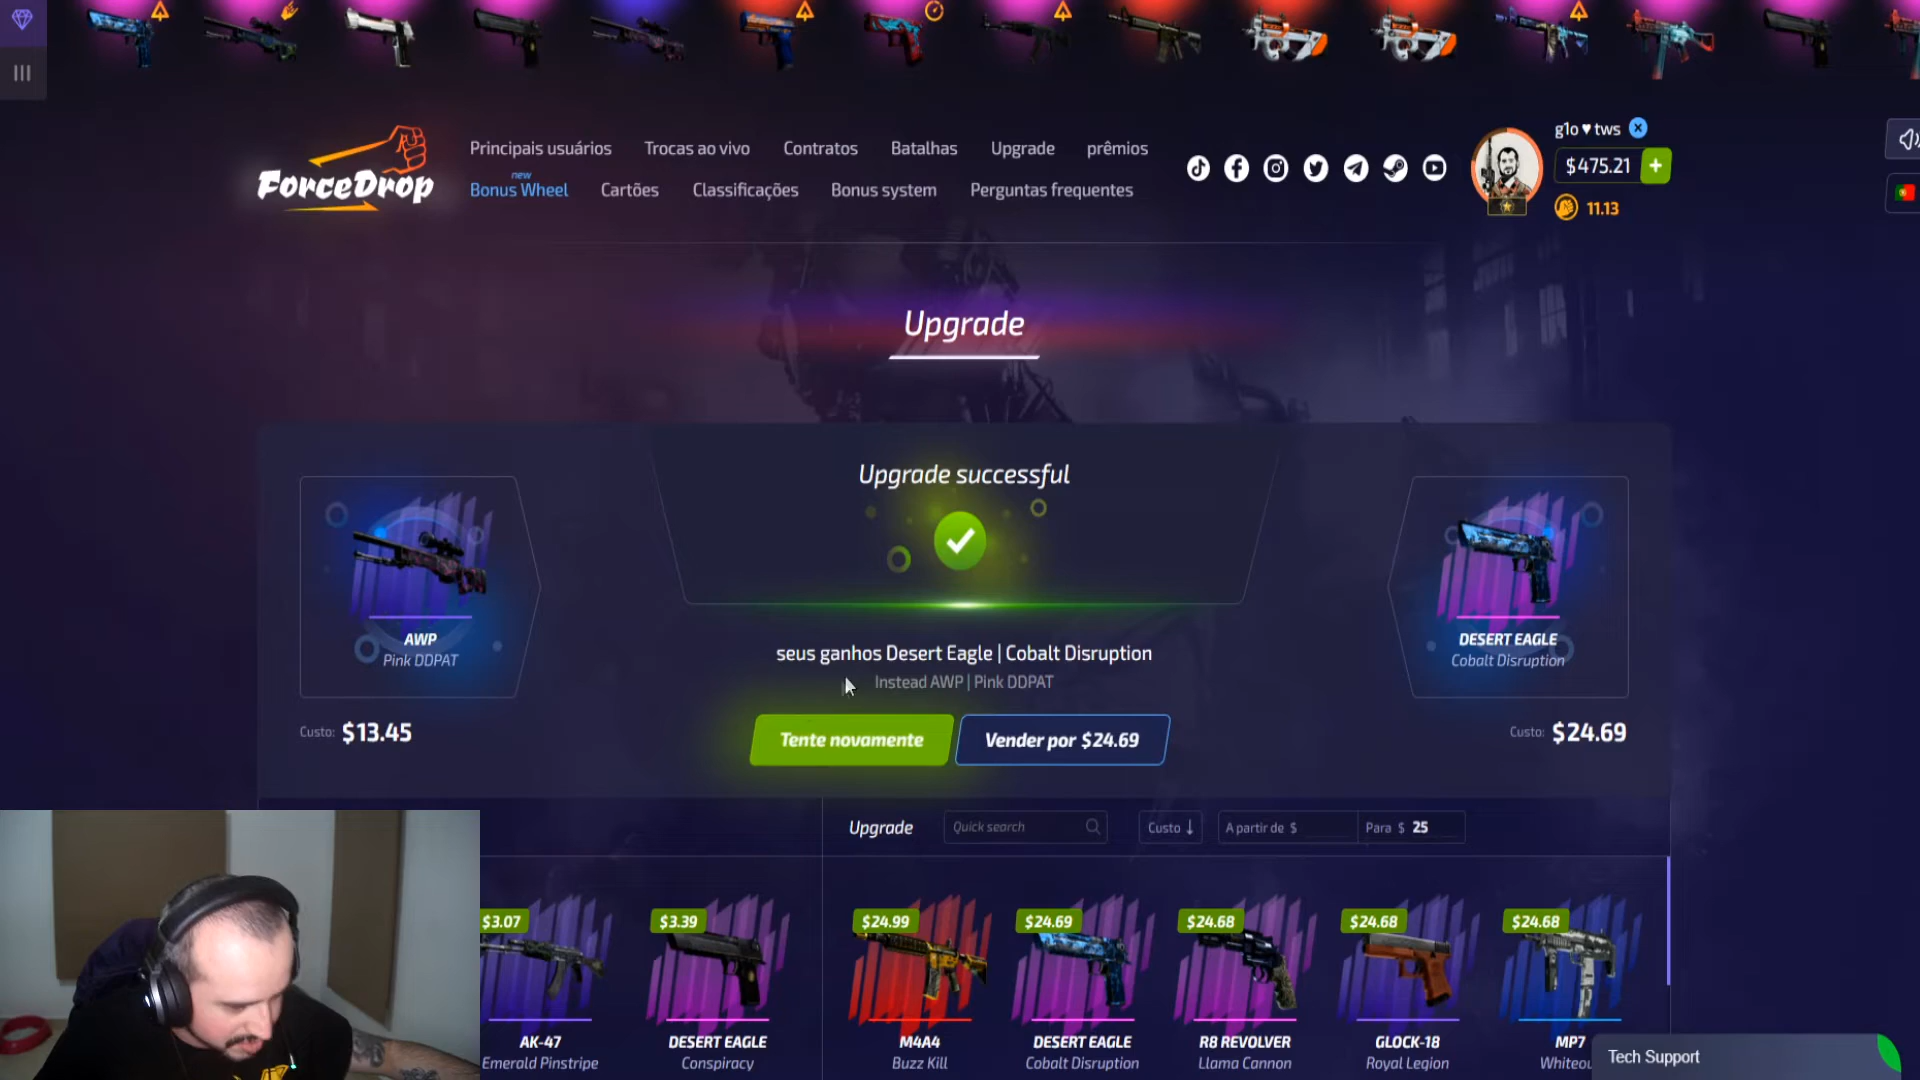 ForceDrop
Principais usuários
Trocas ao vivo
Contratos
Batalhas
Upgrade
prêmios
new
Bonus Wheel
Cartões
Classificações
Bonus system
Perguntas frequentes
g1o ♥ tws
$475.21
+
11.13
Upgrade
Upgrade successful
AWP
Pink DDPAT
Custo: $13.45
seus ganhos Desert Eagle | Cobalt Disruption
Instead AWP | Pink DDPAT
Tente novamente
Vender por $24.69
DESERT EAGLE
Cobalt Disruption
Custo: $24.69
Upgrade
Quick search
Custo ↓
A partir de $
Para $ 25
$3.07
AK-47
Emerald Pinstripe
$3.39
DESERT EAGLE
Conspiracy
$24.99
M4A4
Buzz Kill
$24.69
DESERT EAGLE
Cobalt Disruption
$24.68
R8 REVOLVER
Llama Cannon
$24.68
GLOCK-18
Royal Legion
$24.68
MP7
Tech Support